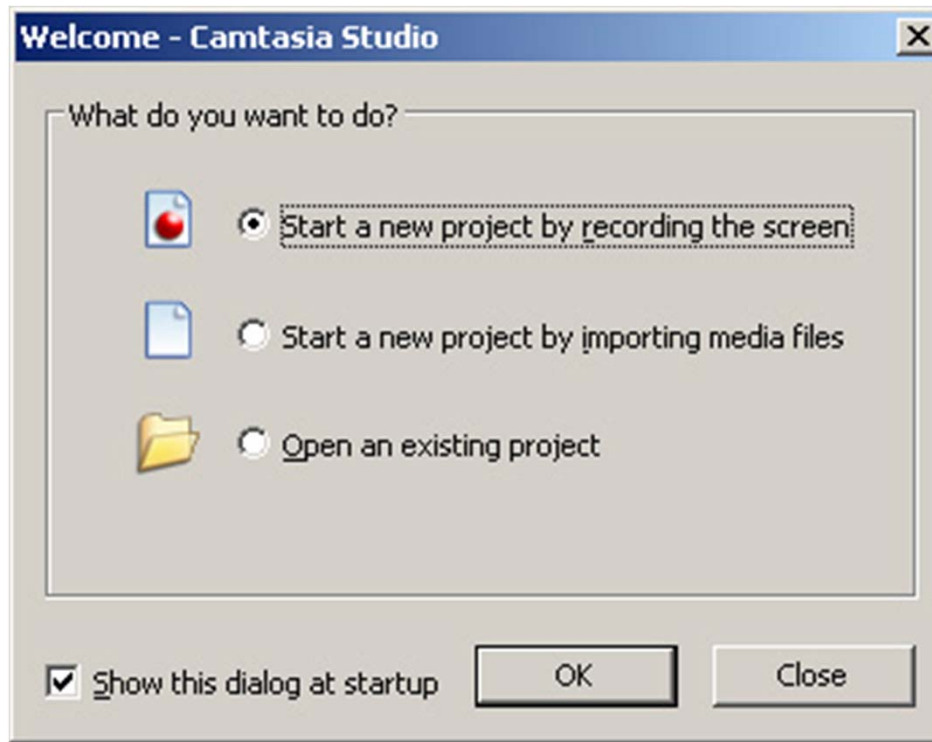 Welcome - Camtasia Studio
What do you want to do?
Start a new project by recording the screen
Start a new project by importing media files
Open an existing project
Show this dialog at startup
OK
Close